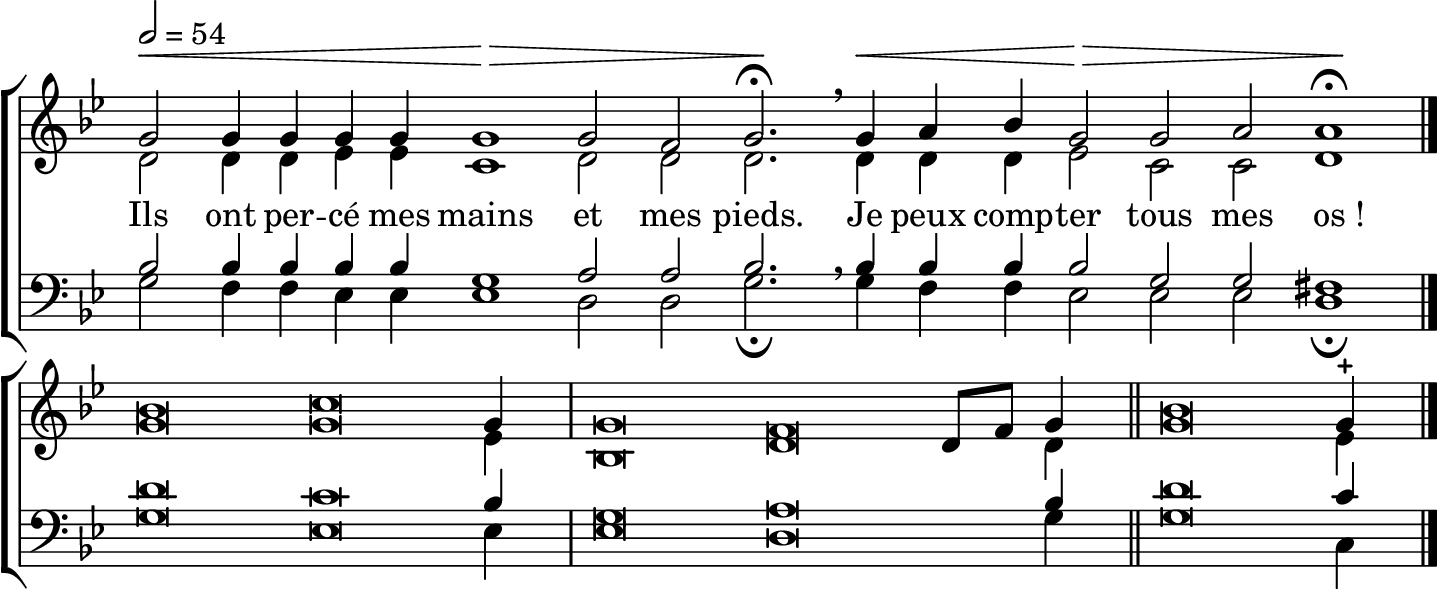 = 54
Ils ont per - cé mes mains et mes pieds. Je peux compter tous mes os !